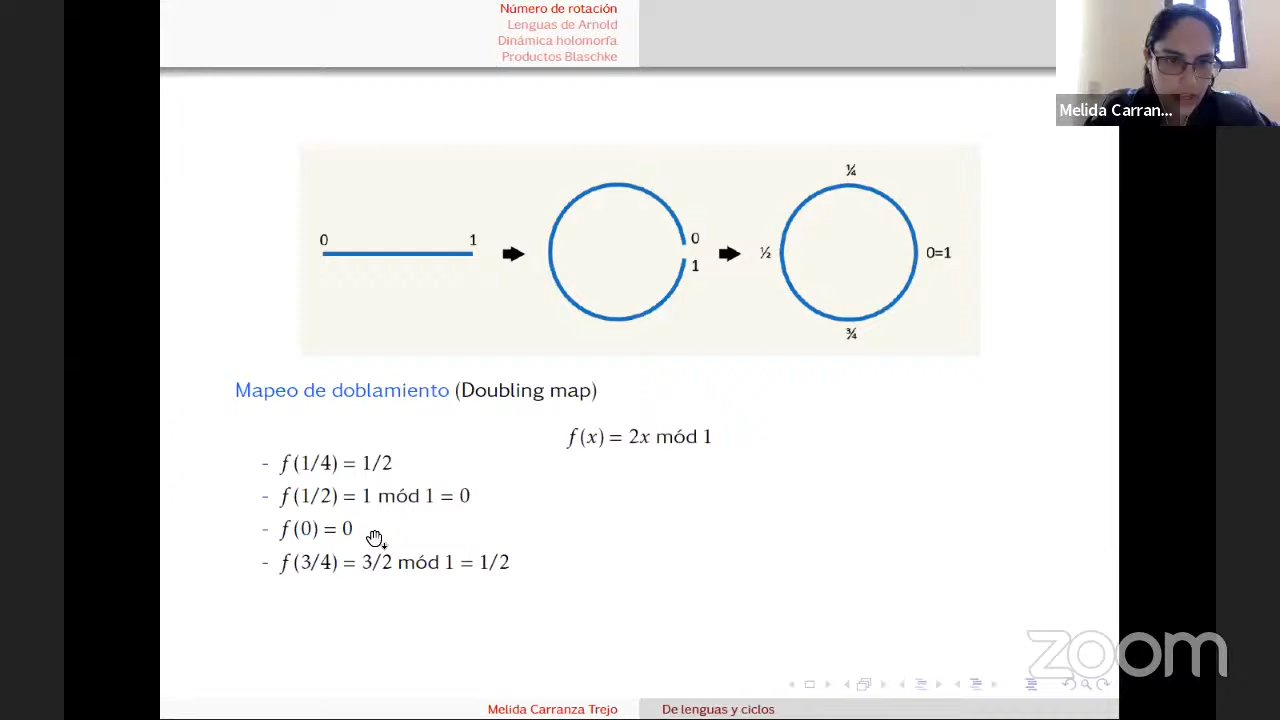 Número de rotación
Lenguas de Arnold
Dinámica holomorfa
Productos Blaschke
Melida Carran...
0 1
0
1
¼
½
0=1
¾
Mapeo de doblamiento (Doubling map)
f(x) = 2x mód 1
- f(1/4) = 1/2
- f(1/2) = 1 mód 1 = 0
- f(0) = 0
- f(3/4) = 3/2 mód 1 = 1/2
zoom
Melida Carranza Trejo De lenguas y ciclos